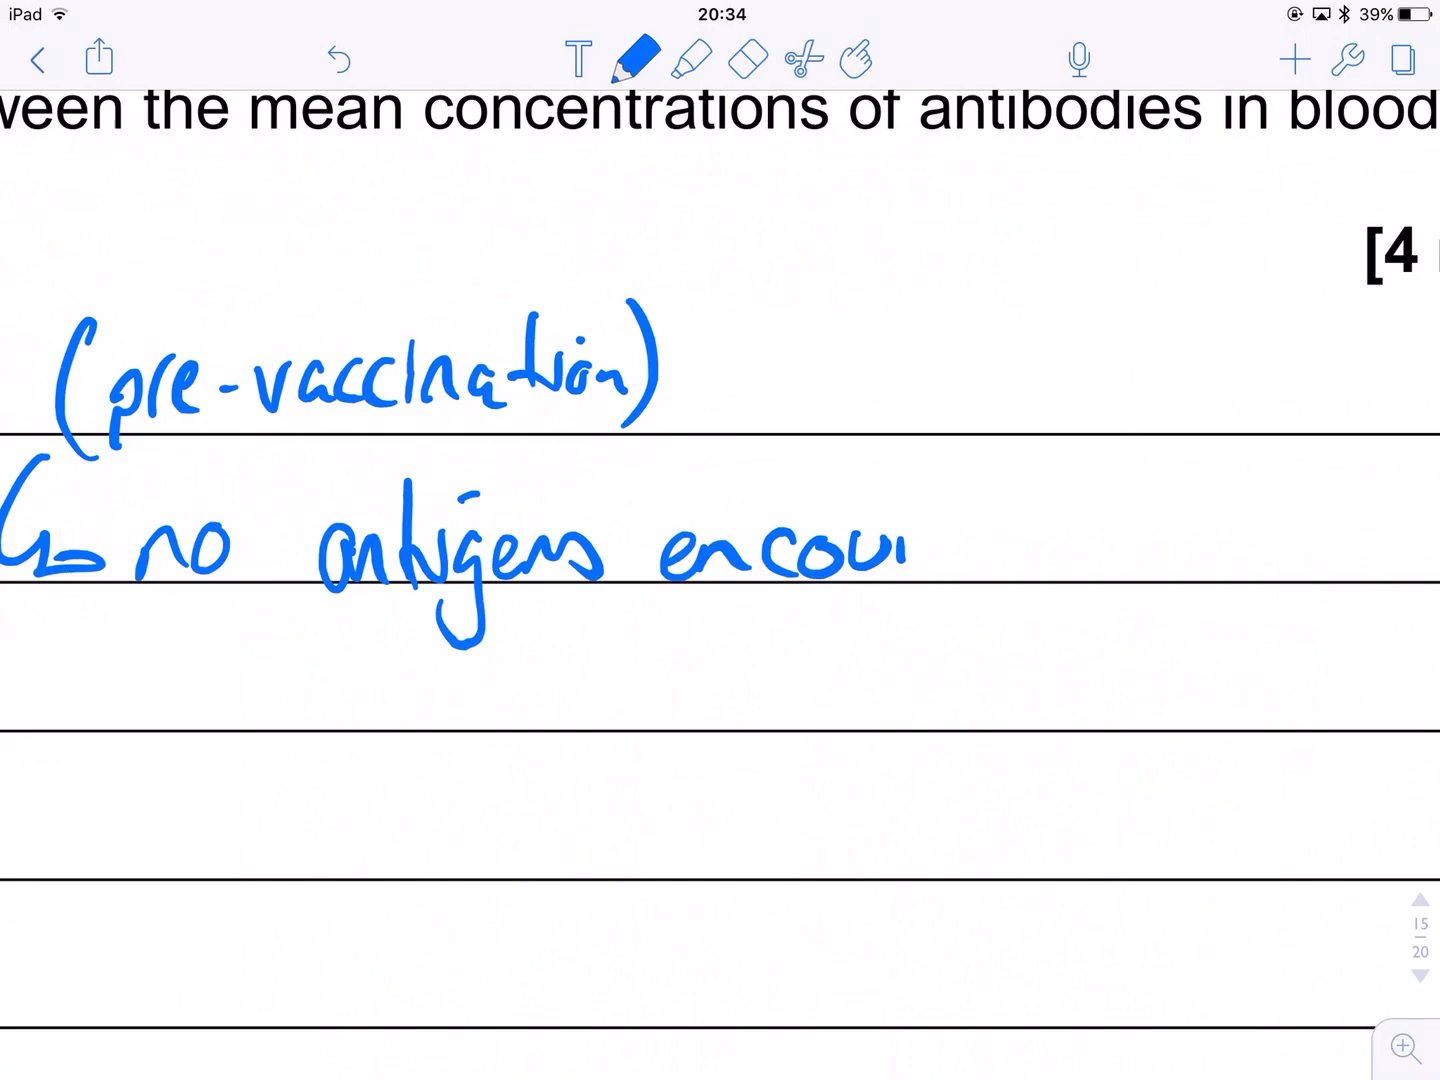 iPad 20:34 39%
T
ween the mean concentrations of antibodies in blood
[4
(pre-vaccination)
↳ no antigens encou
15
20